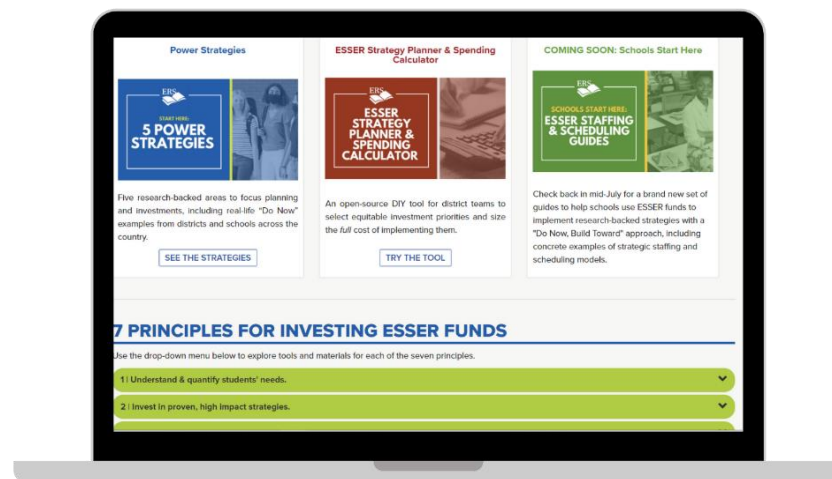 Power Strategies
ERS
START HERE:
5 POWER
STRATEGIES
Five research-backed areas to focus planning
and investments, including real-life "Do Now"
examples from districts and schools across the
country.
SEE THE STRATEGIES
ESSER Strategy Planner & Spending
Calculator
ERS
ESSER
STRATEGY
PLANNER &
SPENDING
CALCULATOR
An open-source DIY tool for district teams to
select equitable investment priorities and size
the full cost of implementing them.
TRY THE TOOL
COMING SOON: Schools Start Here
ERS
SCHOOLS START HERE:
ESSER STAFFING
& SCHEDULING
GUIDES
Check back in mid-July for a brand new set of
guides to help schools use ESSER funds to
implement research-backed strategies with a
"Do Now, Build Toward" approach, including
concrete examples of strategic staffing and
scheduling models.
7 PRINCIPLES FOR INVESTING ESSER FUNDS
Use the drop-down menu below to explore tools and materials for each of the seven principles.
1 | Understand & quantify students' needs.
2 | Invest in proven, high impact strategies.